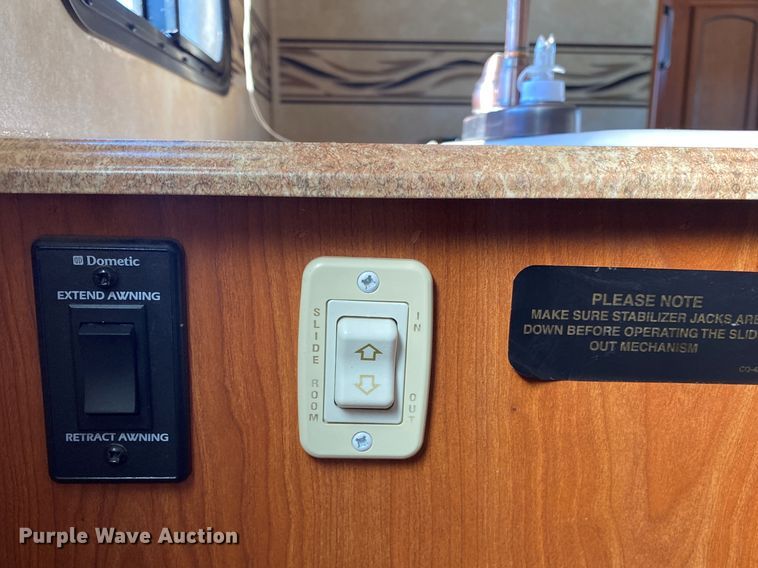 Dometic
EXTEND AWNING
RETRACT AWNING
SLIDE ROOM
IN
OUT
PLEASE NOTE
MAKE SURE STABILIZER JACKS ARE
DOWN BEFORE OPERATING THE SLID
OUT MECHANISM
Purple Wave Auction